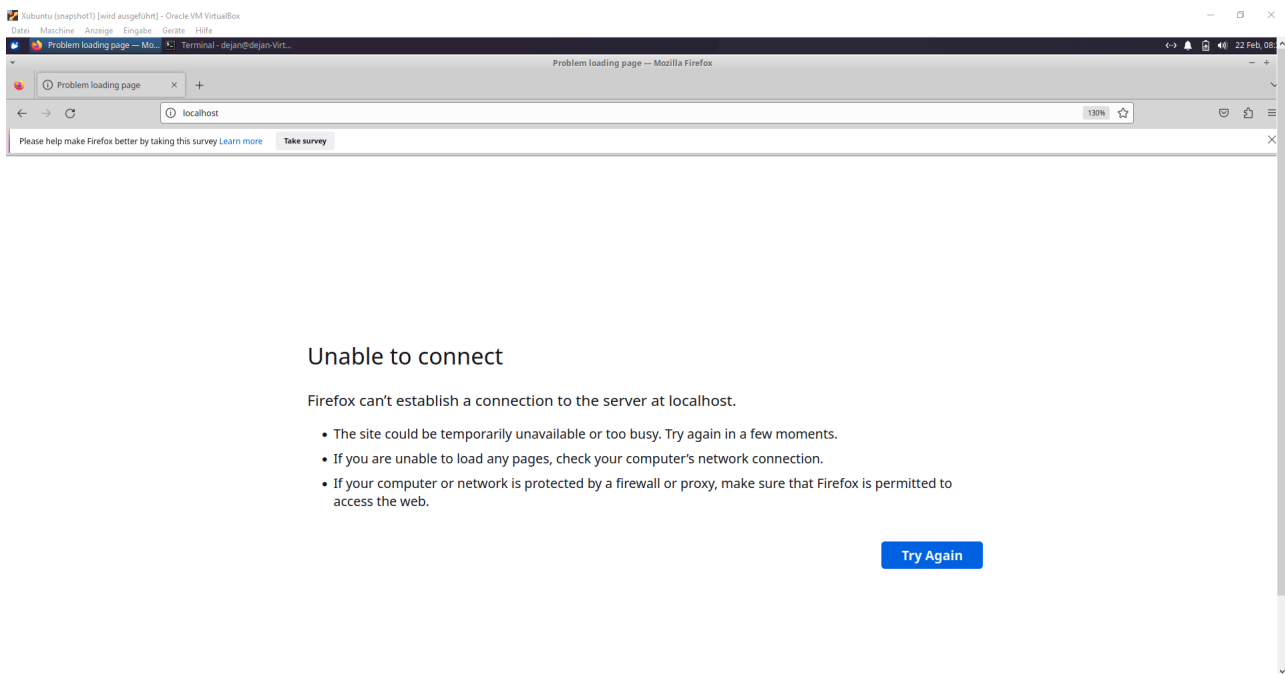 Xubuntu (snapshot1) [wird ausgeführt] - Oracle VM VirtualBox
Datei Maschine Anzeige Eingabe Geräte Hilfe
Problem loading page — Mo... Terminal - dejan@dejan-Virt... 22 Feb, 08:
Problem loading page — Mozilla Firefox
Problem loading page
localhost 130%
Please help make Firefox better by taking this survey Learn more Take survey
Unable to connect
Firefox can’t establish a connection to the server at localhost.
• The site could be temporarily unavailable or too busy. Try again in a few moments.
• If you are unable to load any pages, check your computer’s network connection.
• If your computer or network is protected by a firewall or proxy, make sure that Firefox is permitted to
access the web.
Try Again